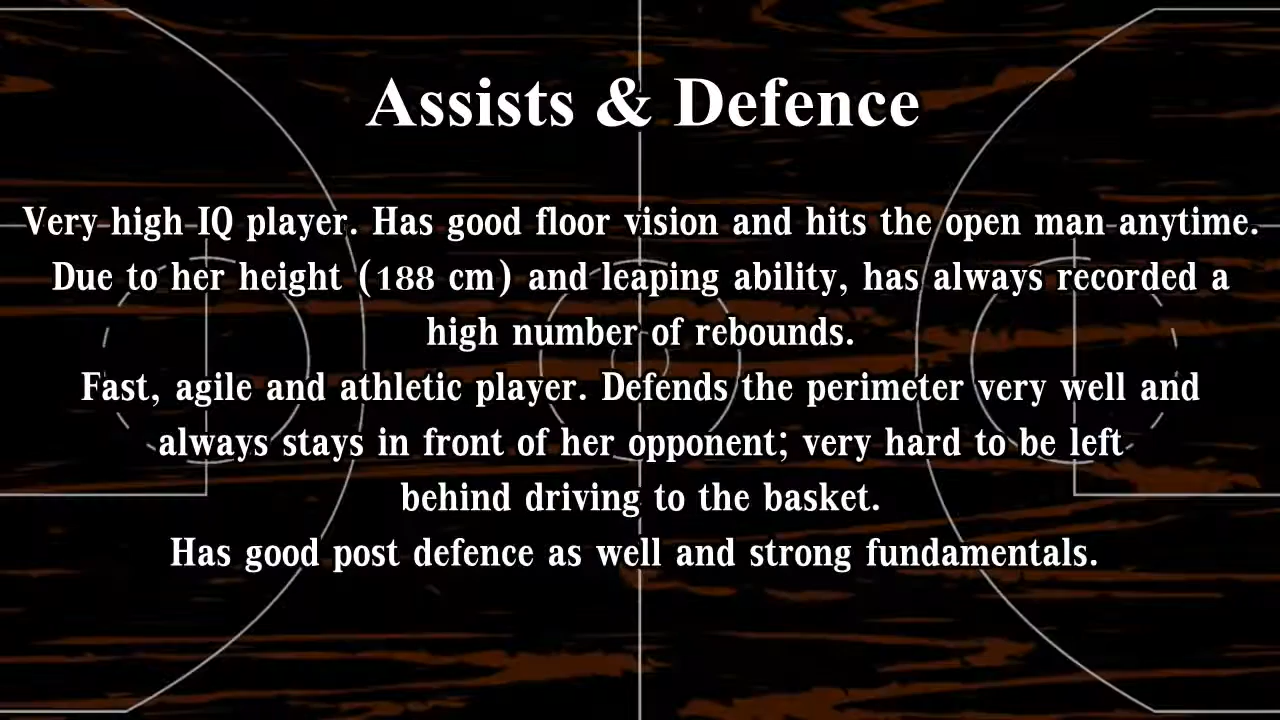 Assists & Defence
Very high IQ player. Has good floor vision and hits the open man anytime.
Due to her height (188 cm) and leaping ability, has always recorded a
high number of rebounds.
Fast, agile and athletic player. Defends the perimeter very well and
always stays in front of her opponent; very hard to be left
behind driving to the basket.
Has good post defence as well and strong fundamentals.